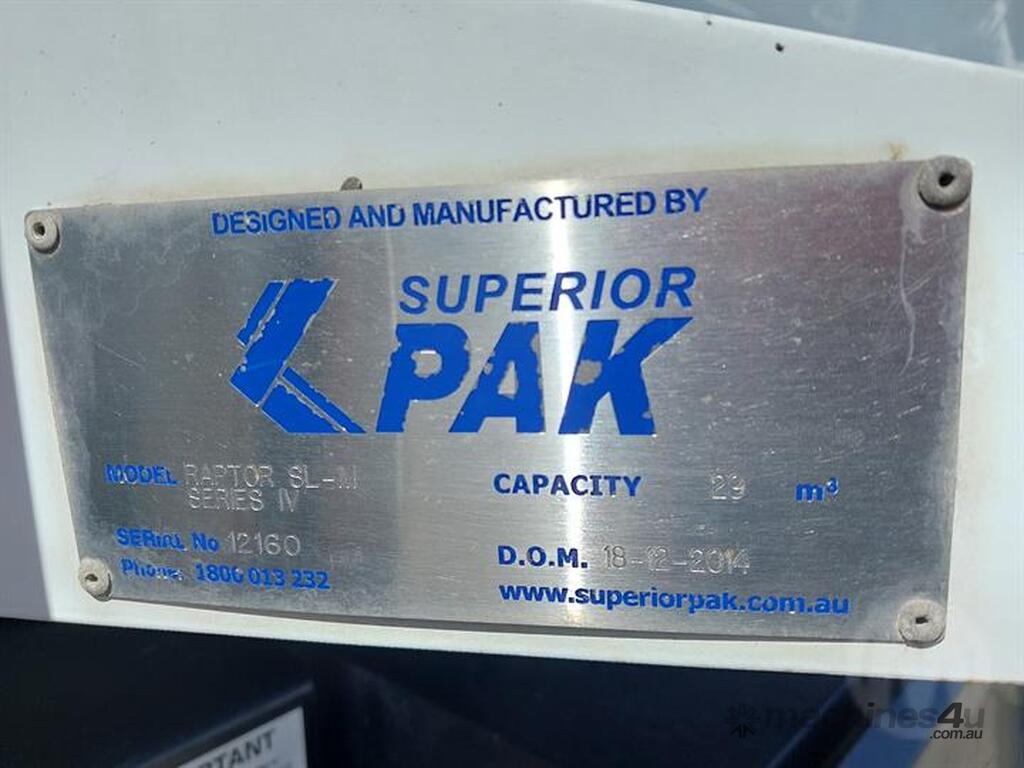 DESIGNED AND MANUFACTURED BY
SUPERIOR
PAK
MODEL RAPTOR SL-M
SERIES IV
CAPACITY 29 m³
SERIAL No 12160
D.O.M. 18-12-2014
Phone: 1800 013 232
www.superiorpak.com.au
machines4u
.com.au